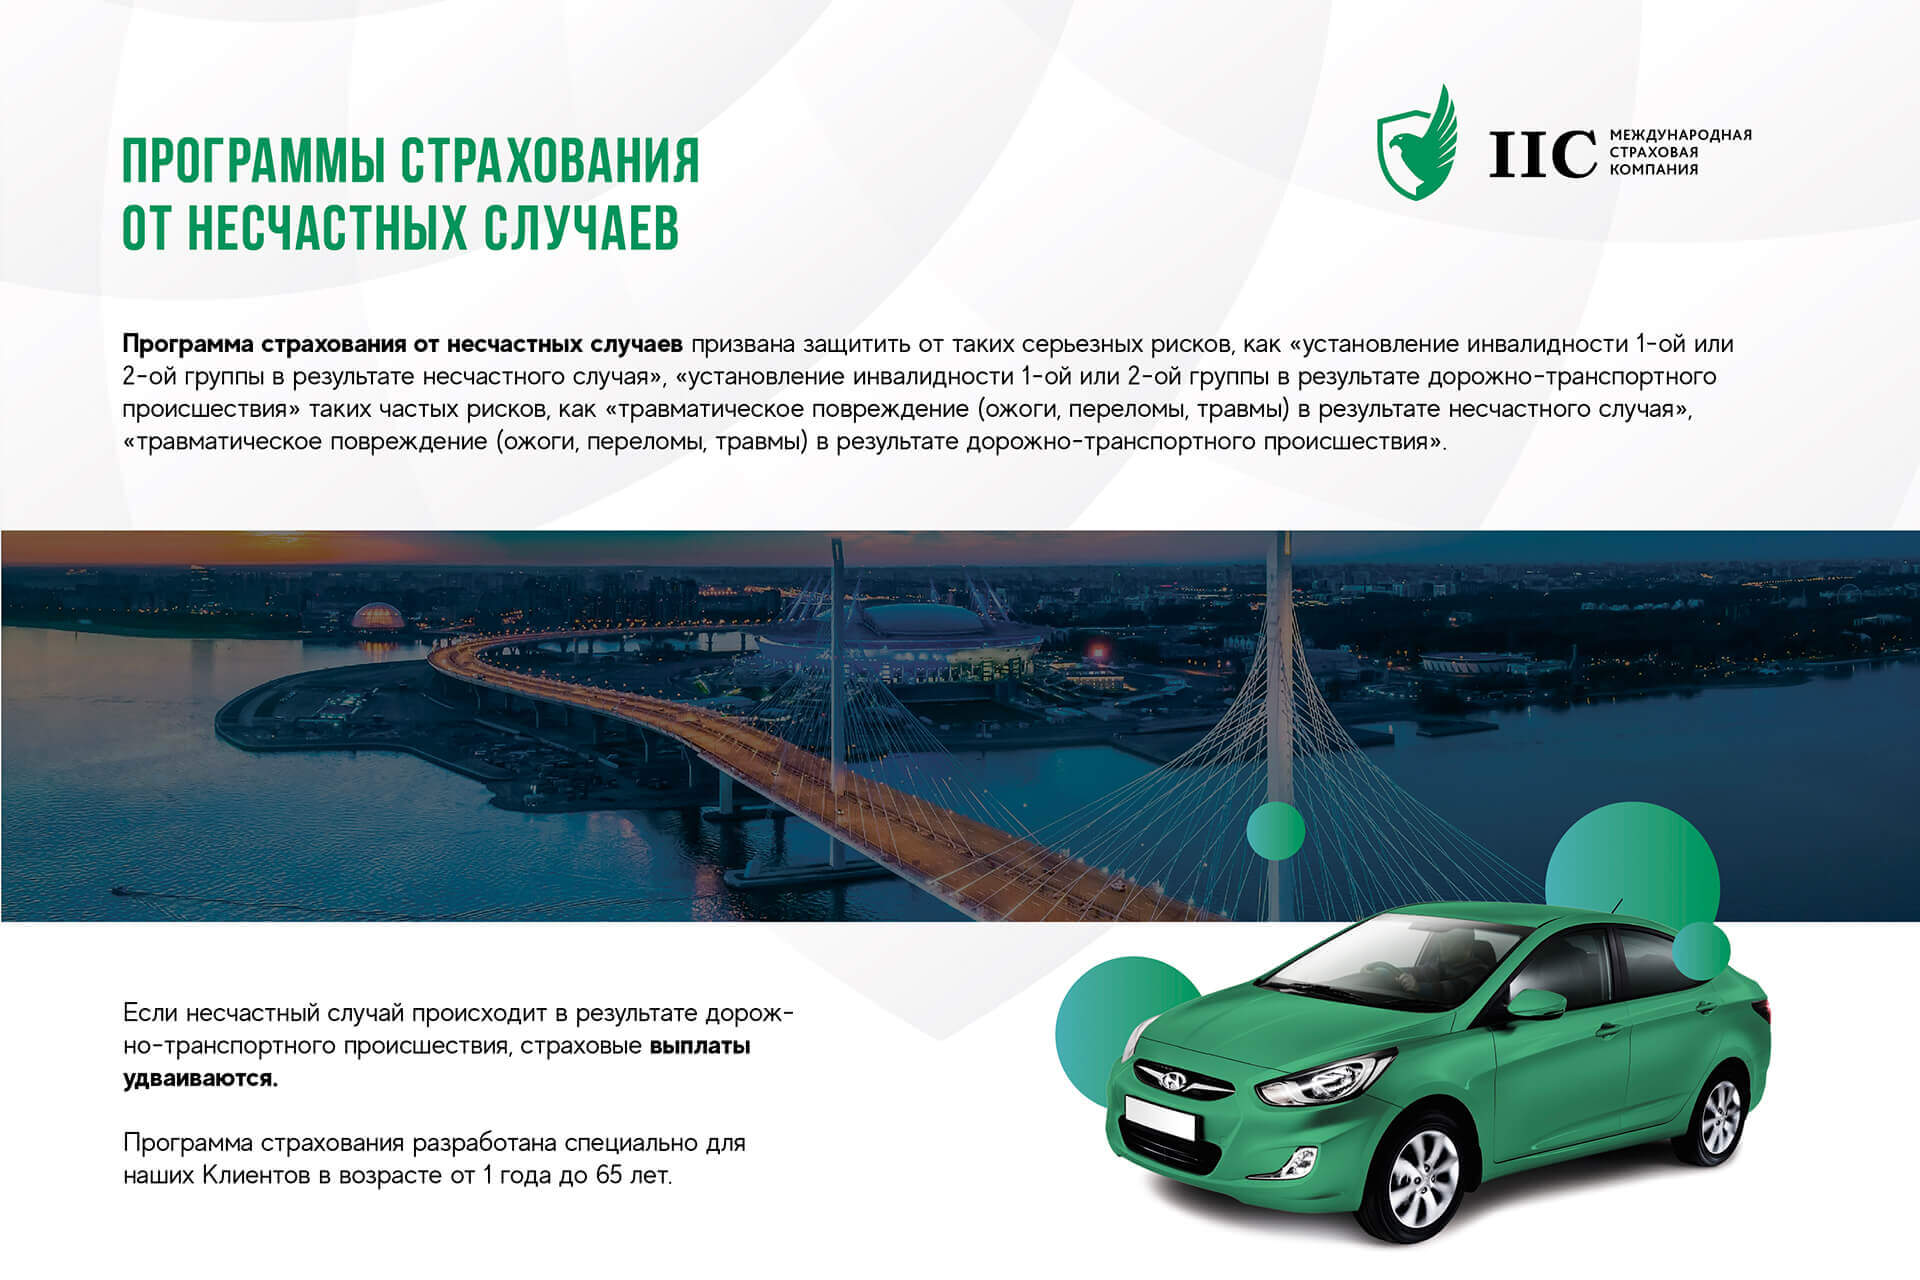 ПРОГРАММЫ СТРАХОВАНИЯ
ОТ НЕСЧАСТНЫХ СЛУЧАЕВ
IIC
МЕЖДУНАРОДНАЯ
СТРАХОВАЯ
КОМПАНИЯ
Программа страхования от несчастных случаев призвана защитить от таких серьезных рисков, как «установление инвалидности 1-ой или
2-ой группы в результате несчастного случая», «установление инвалидности 1-ой или 2-ой группы в результате дорожно-транспортного
происшествия» таких частых рисков, как «травматическое повреждение (ожоги, переломы, травмы) в результате несчастного случая»,
«травматическое повреждение (ожоги, переломы, травмы) в результате дорожно-транспортного происшествия».
Если несчастный случай происходит в результате дорож-
но-транспортного происшествия, страховые выплаты
удваиваются.
Программа страхования разработана специально для
наших Клиентов в возрасте от 1 года до 65 лет.